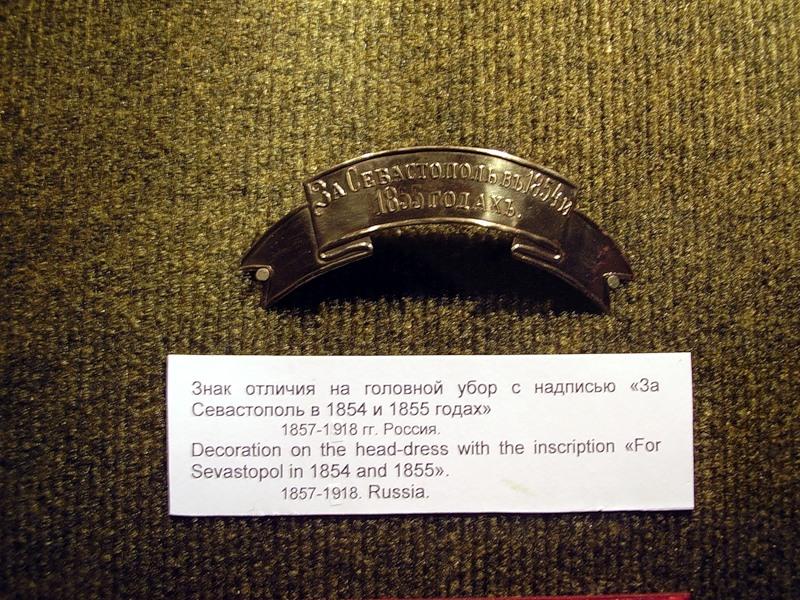 За Севастополь въ 1854 и
1855 годахъ.
Знак отличия на головной убор с надписью «За
Севастополь в 1854 и 1855 годах»
1857-1918 гг. Россия.
Decoration on the head-dress with the inscription «For
Sevastopol in 1854 and 1855».
1857-1918. Russia.